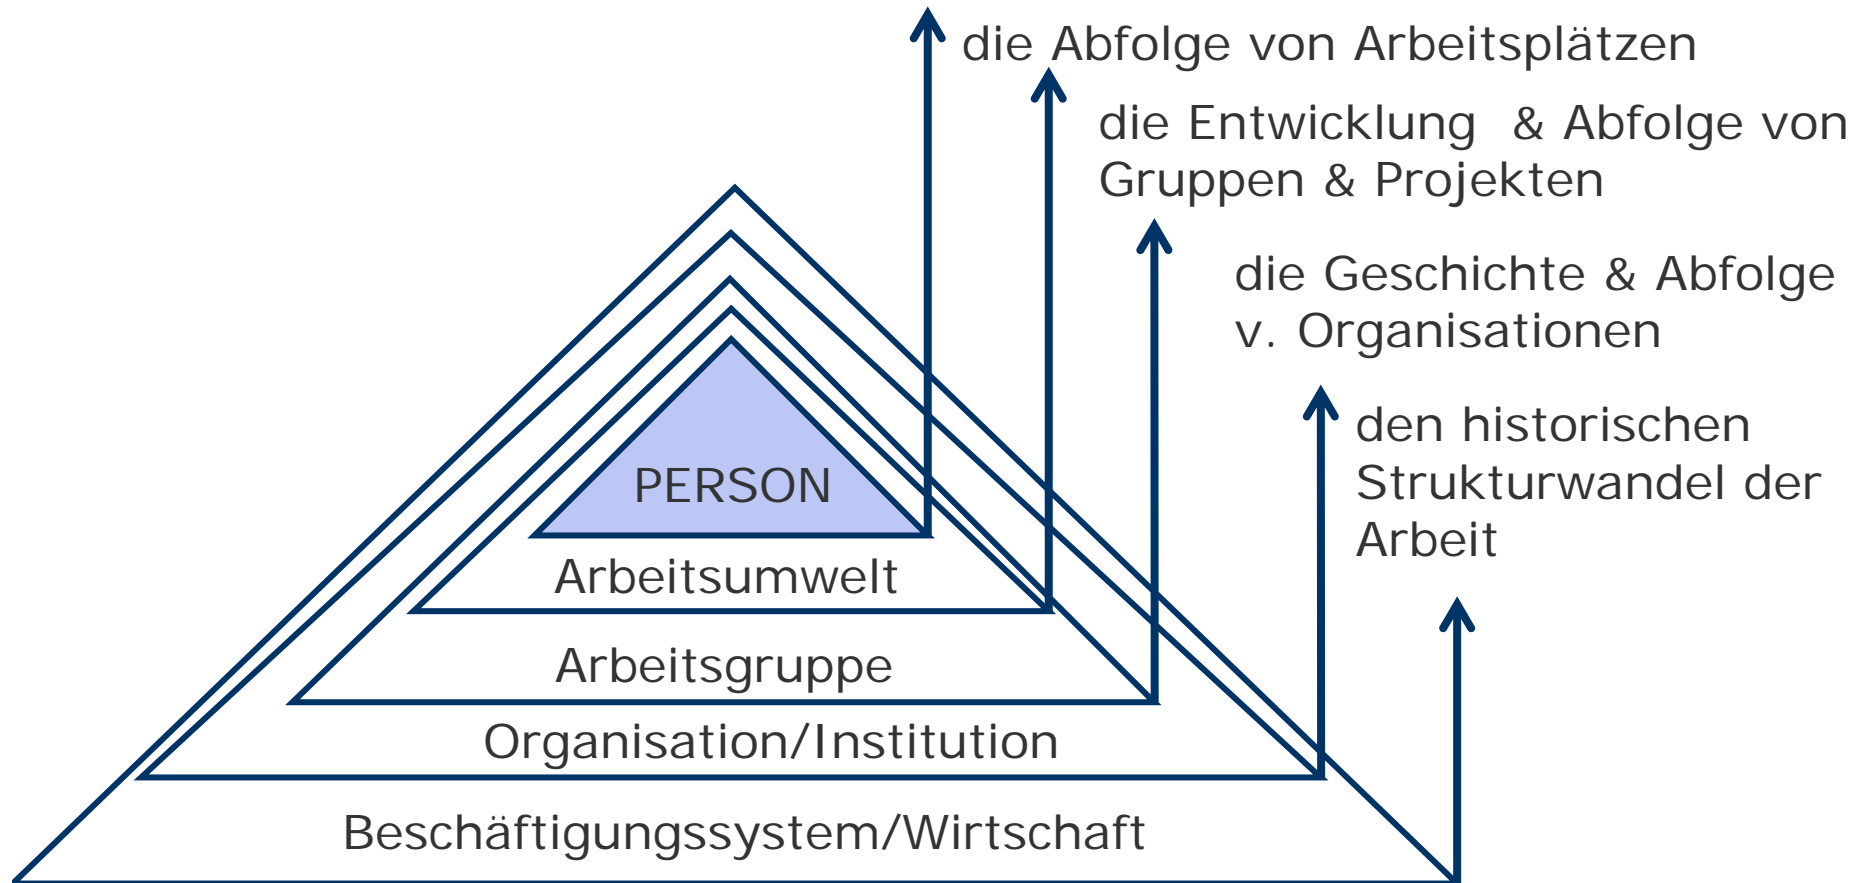 die Abfolge von Arbeitsplätzen
die Entwicklung & Abfolge von
Gruppen & Projekten
die Geschichte & Abfolge
v. Organisationen
den historischen
Strukturwandel der
Arbeit
PERSON
Arbeitsumwelt
Arbeitsgruppe
Organisation/Institution
Beschäftigungssystem/Wirtschaft